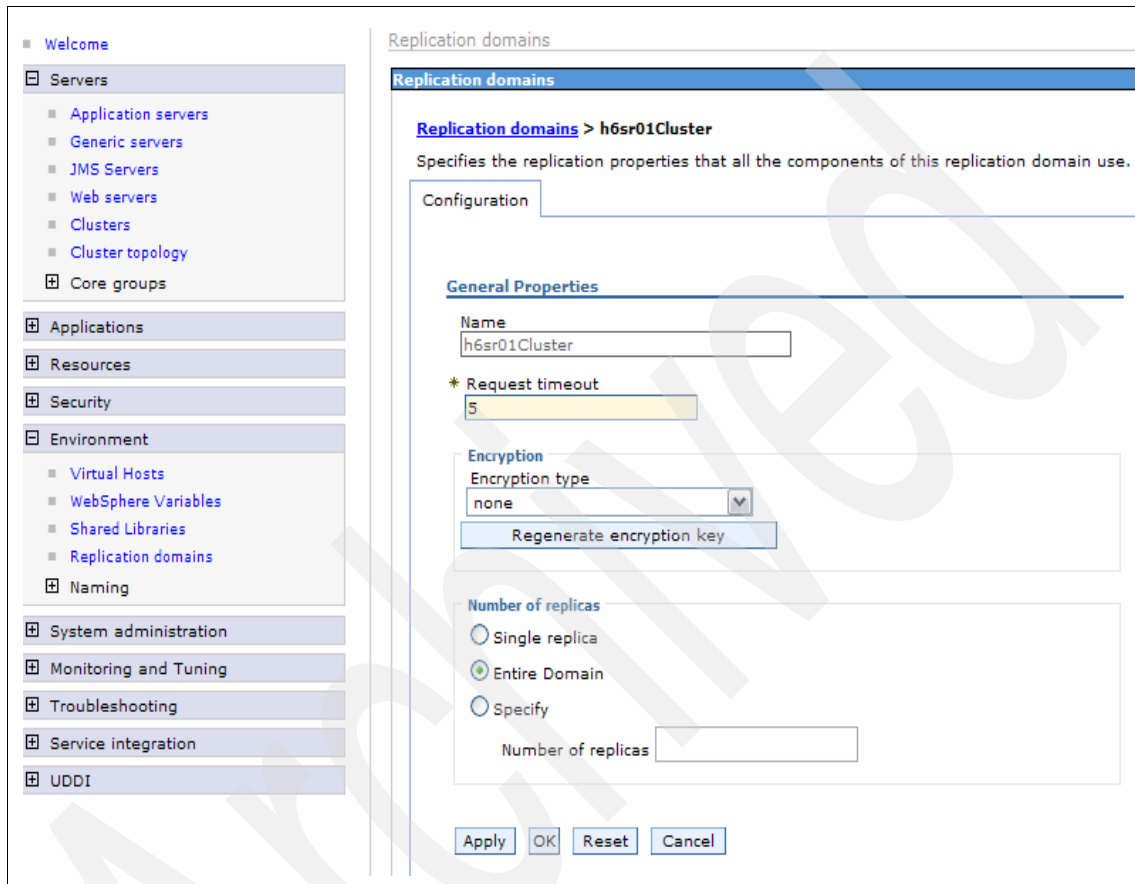 Welcome
Servers
Application servers
Generic servers
JMS Servers
Web servers
Clusters
Cluster topology
Core groups
Applications
Resources
Security
Environment
Virtual Hosts
WebSphere Variables
Shared Libraries
Replication domains
Naming
System administration
Monitoring and Tuning
Troubleshooting
Service integration
UDDI
Replication domains
Replication domains
Replication domains > h6sr01Cluster
Specifies the replication properties that all the components of this replication domain use.
Configuration
General Properties
Name
h6sr01Cluster
* Request timeout
5
Encryption
Encryption type
none
Regenerate encryption key
Number of replicas
Single replica
Entire Domain
Specify
Number of replicas
Apply OK Reset Cancel
Archived